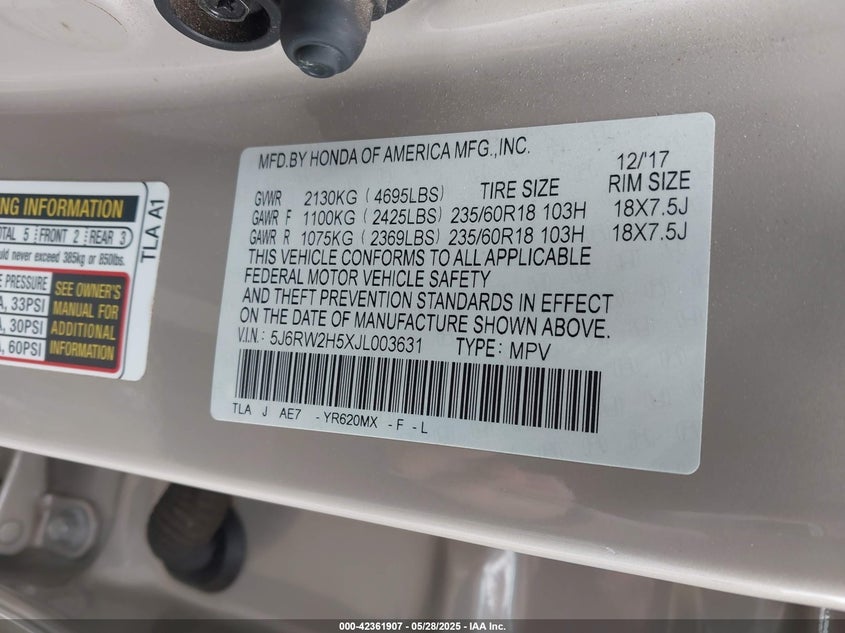 MFD.BY HONDA OF AMERICA MFG.,INC. 12/'17
GVWR 2130KG (4695LBS) TIRE SIZE RIM SIZE
GAWR F 1100KG (2425LBS) 235/60R18 103H 18X7.5J
GAWR R 1075KG (2369LBS) 235/60R18 103H 18X7.5J
THIS VEHICLE CONFORMS TO ALL APPLICABLE
FEDERAL MOTOR VEHICLE SAFETY
AND THEFT PREVENTION STANDARDS IN EFFECT
ON THE DATE OF MANUFACTURE SHOWN ABOVE.
V.I.N.: 5J6RW2H5XJL003631 TYPE: MPV
TLA J AE7 -YR620MX -F-L
INFORMATION
5 FRONT 2 REAR 3
never exceed 385kg or 850lbs.
PRESSURE
33PSI
30PSI
60PSI
SEE OWNER'S
MANUAL FOR
ADDITIONAL
INFORMATION
TLA A1
000-42361907 - 05/28/2025 - IAA Inc.